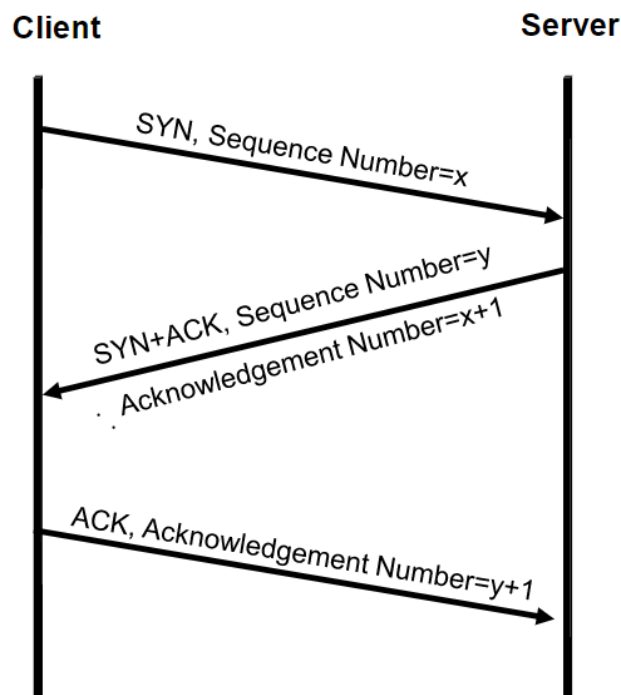 Client
Server
SYN, Sequence Number=x
SYN+ACK, Sequence Number=y
Acknowledgement Number=x+1
ACK, Acknowledgement Number=y+1